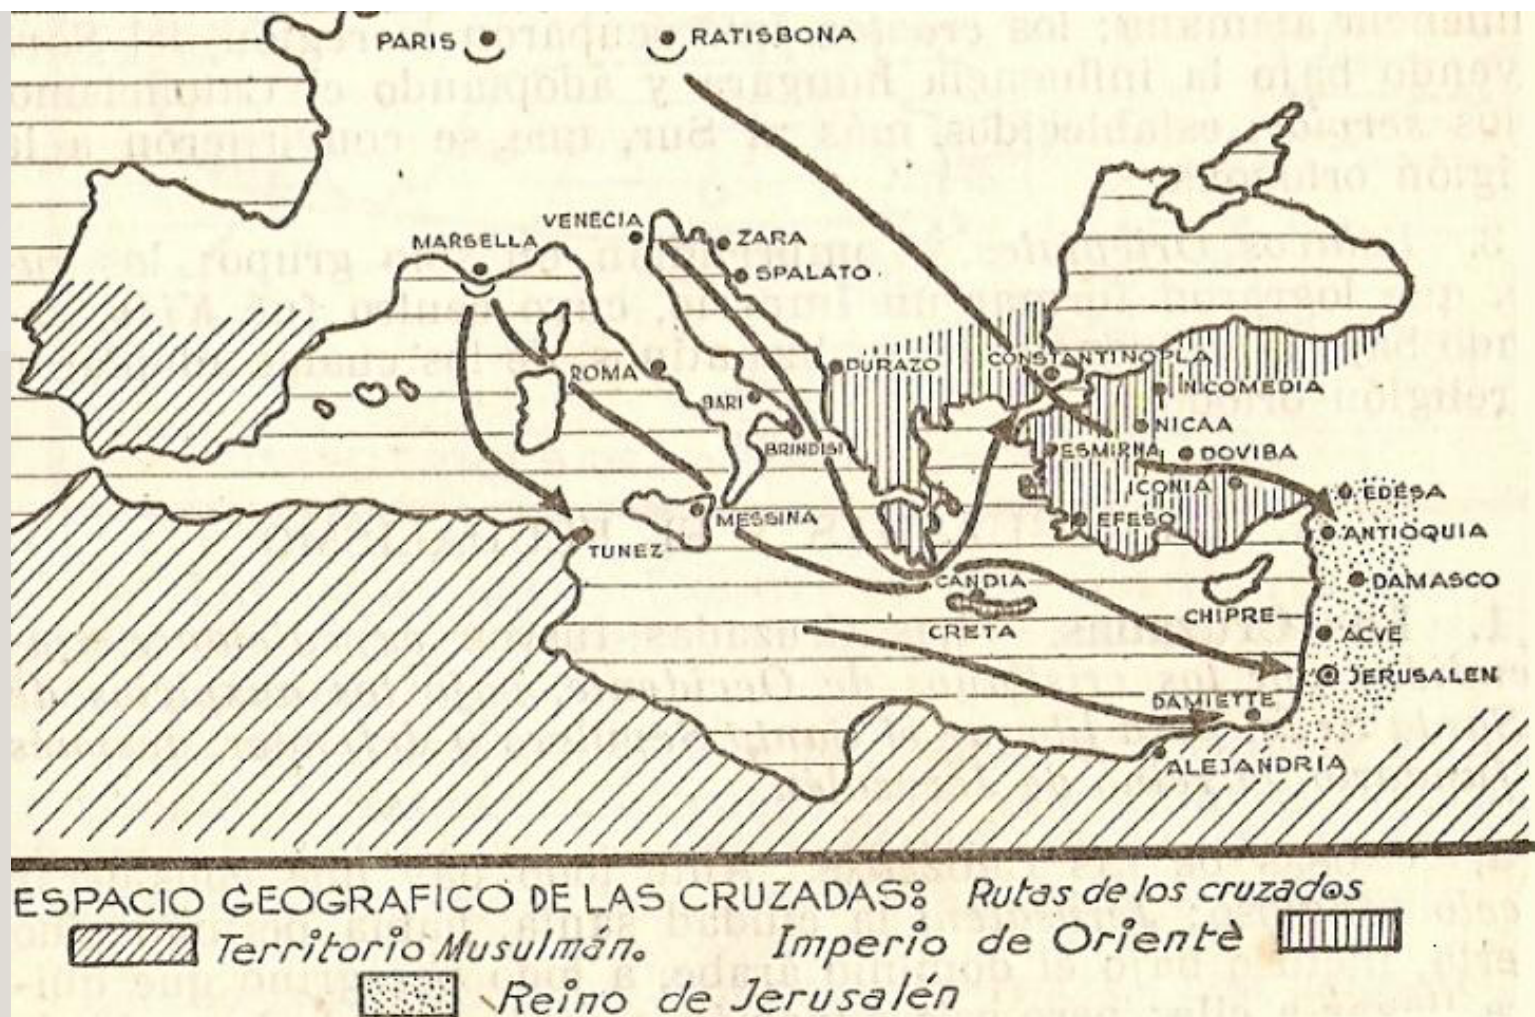 PARIS
RATISBONA
VENECIA
MARSELLA
ZARA
SPALATO
ROMA
DURAZO
CONSTANTINOPLA
NICOMEDIA
BARI
BRINDISI
NICAA
ESMIRNA
DOVIBA
ICONIA
EDESA
MESSINA
EFESO
ANTIOQUIA
TUNEZ
CANDIA
DAMASCO
CHIPRE
CRETA
ACVE
JERUSALEN
DAMIETTE
ALEJANDRIA
ESPACIO GEOGRAFICO DE LAS CRUZADAS: Rutas de los cruzados
Territorio Musulmán. Imperio de Orientè
Reino de Jerusalén